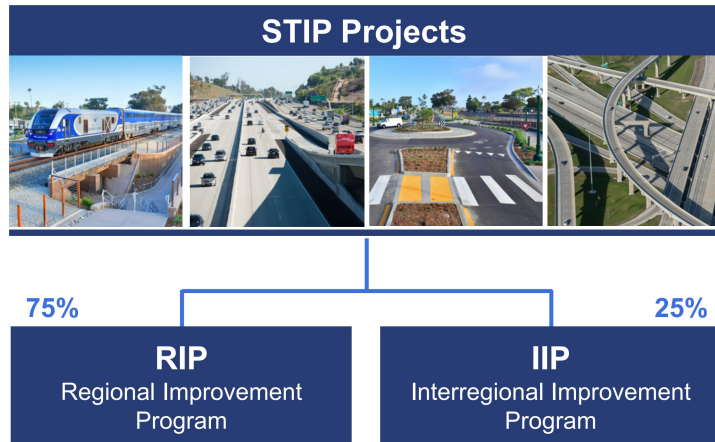 STIP Projects
75%
25%
RIP
Regional Improvement
Program
IIP
Interregional Improvement
Program